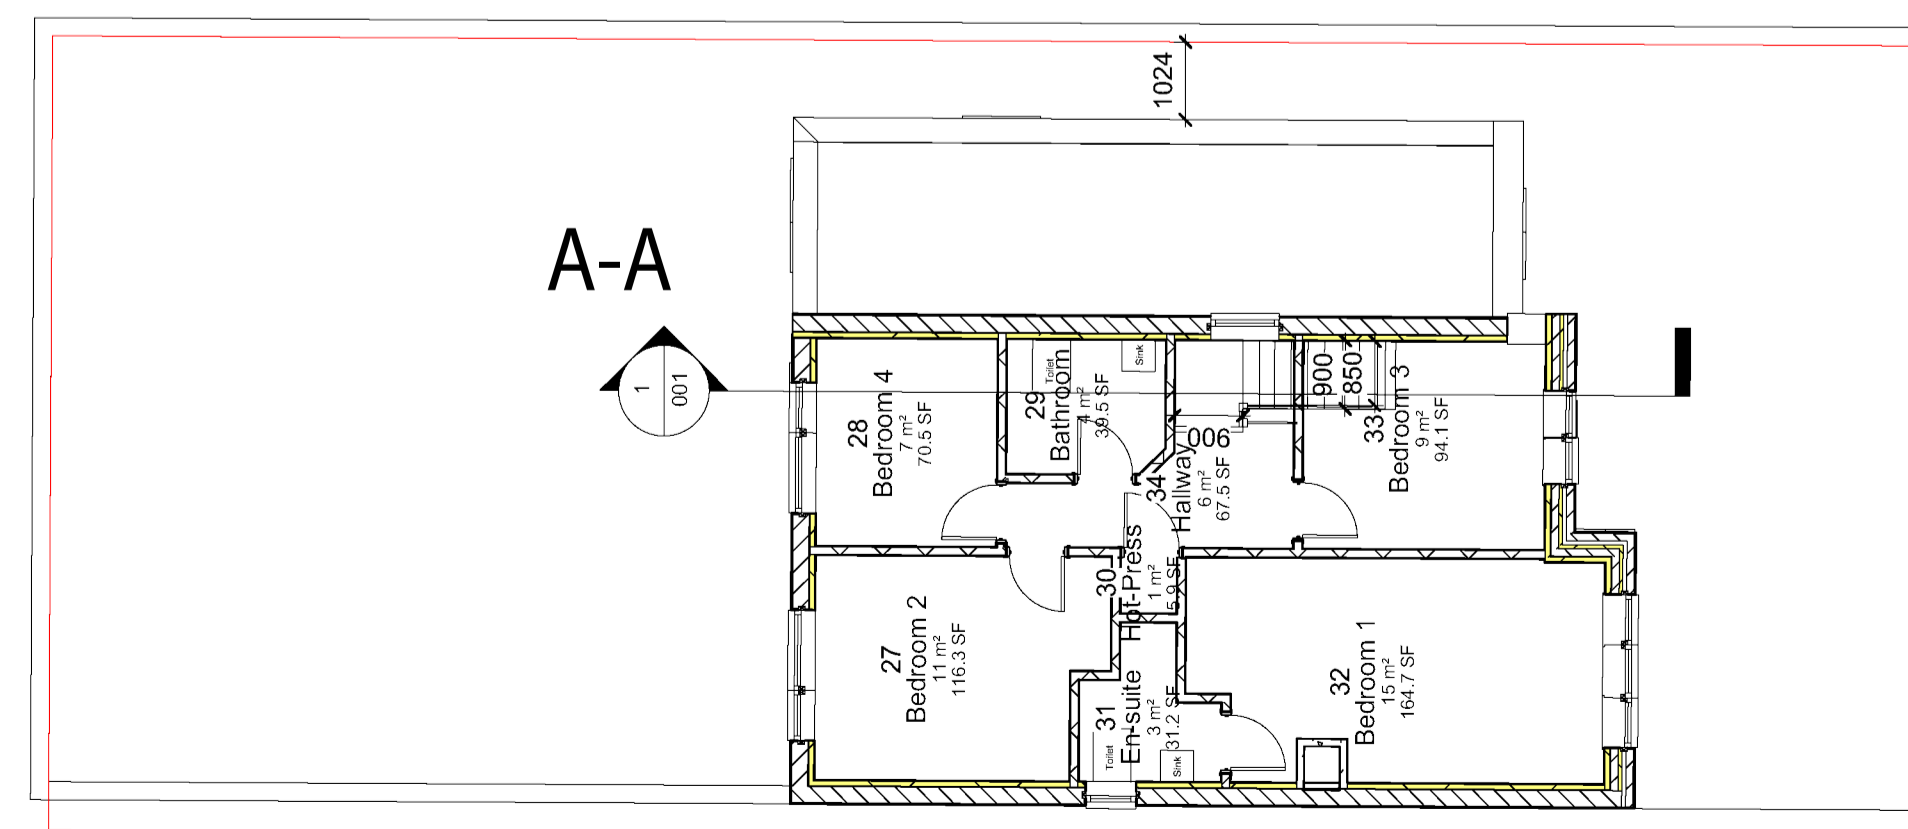 1024
A-A
1
001
28
Bedroom 4
7 m²
70.5 SF
29
Bathroom
4 m²
39.5 SF
Toilet
Sink
900
850
33
Bedroom 3
9 m²
94.1 SF
900
34
Hallway
6 m²
67.5 SF
30
Hot-Press
1 m²
5.9 SF
27
Bedroom 2
11 m²
116.3 SF
31
En-suite
3 m²
31.2 SF
Toilet
Sink
32
Bedroom 1
15 m²
164.7 SF